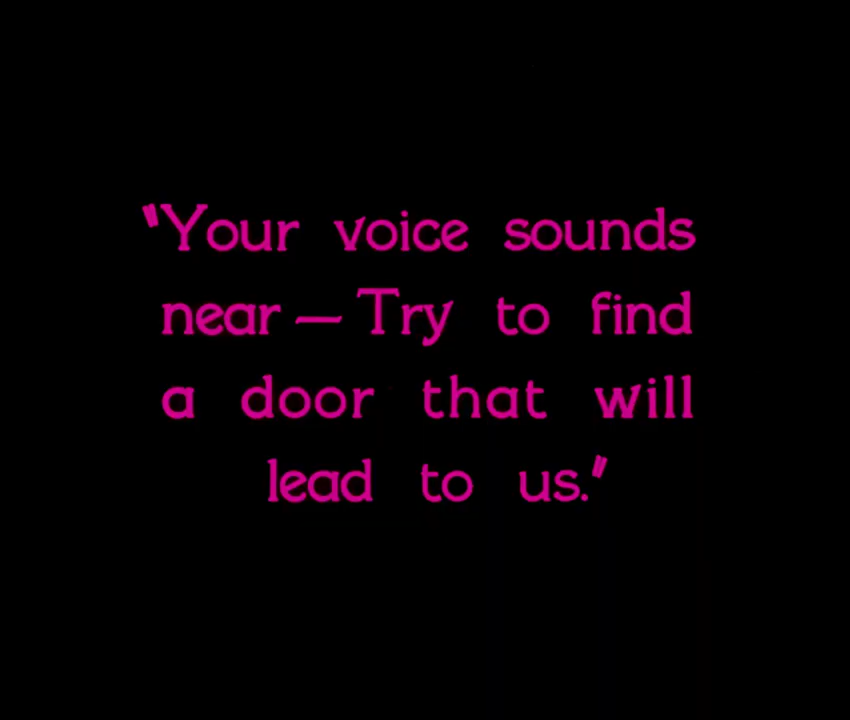 "Your voice sounds
near — Try to find
a door that will
lead to us."